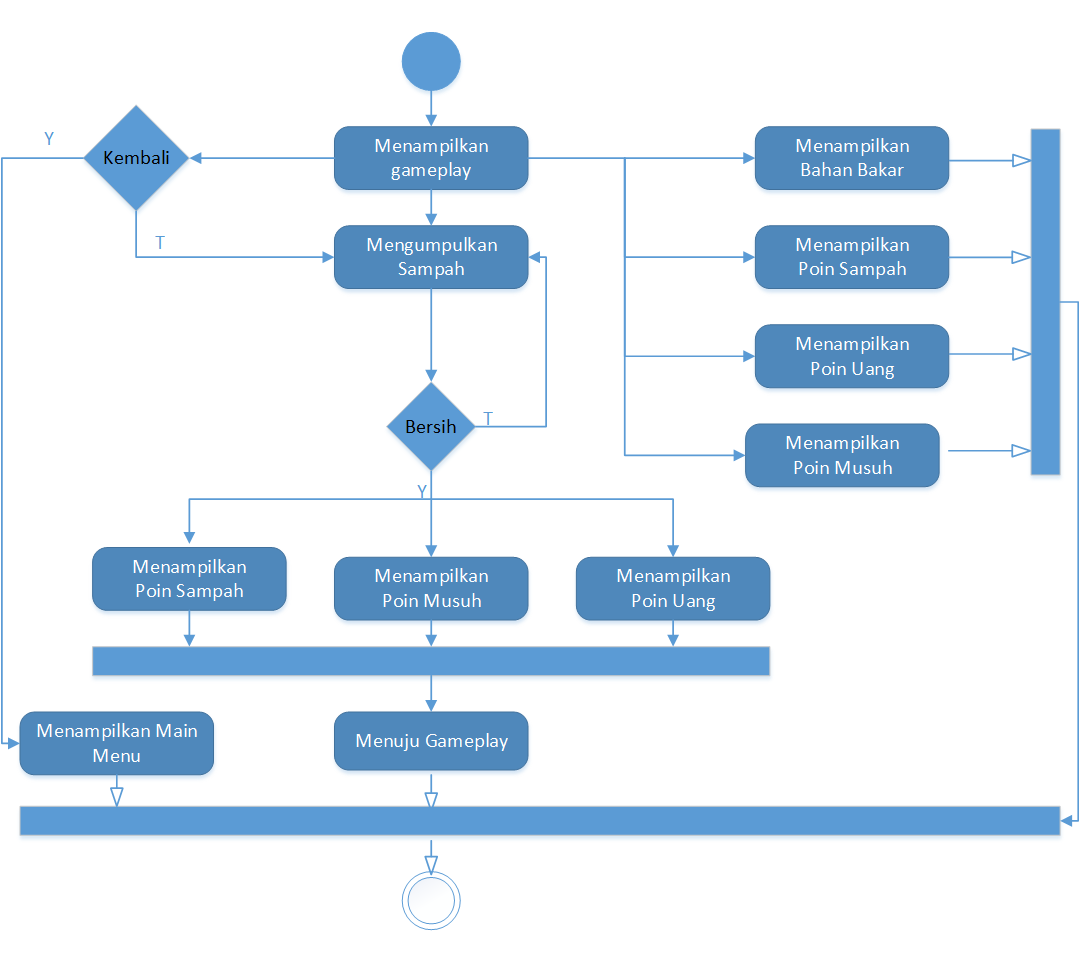 Y
Kembali
T
Menampilkan
gameplay
Mengumpulkan
Sampah
Menampilkan
Bahan Bakar
Menampilkan
Poin Sampah
Menampilkan
Poin Uang
Menampilkan
Poin Musuh
Bersih
T
Y
Menampilkan
Poin Sampah
Menampilkan
Poin Musuh
Menampilkan
Poin Uang
Menampilkan Main
Menu
Menuju Gameplay